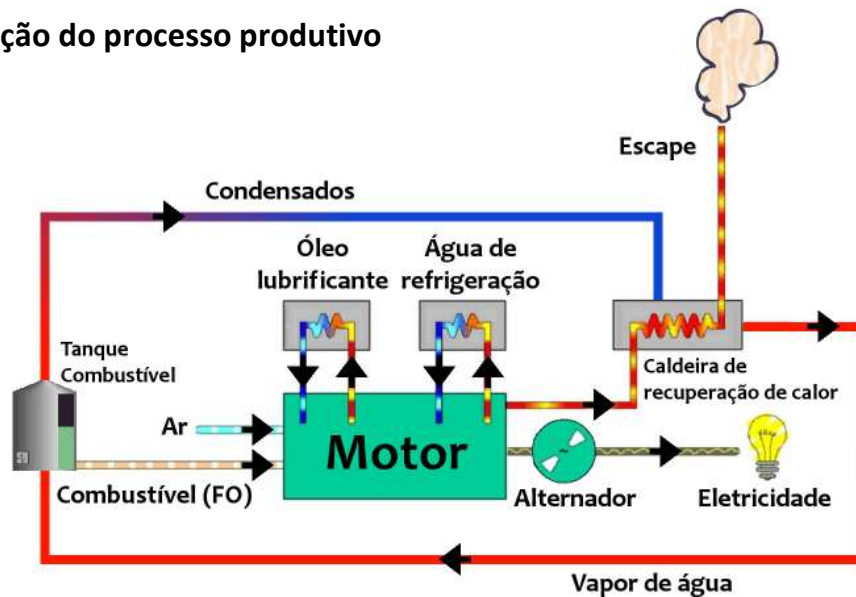 ção do processo produtivo
Escape
Condensados
Óleo
lubrificante
Água de
refrigeração
Tanque
Combustível
Caldeira de
recuperação de calor
Ar
Motor
Combustível (FO)
Alternador
Eletricidade
Vapor de água